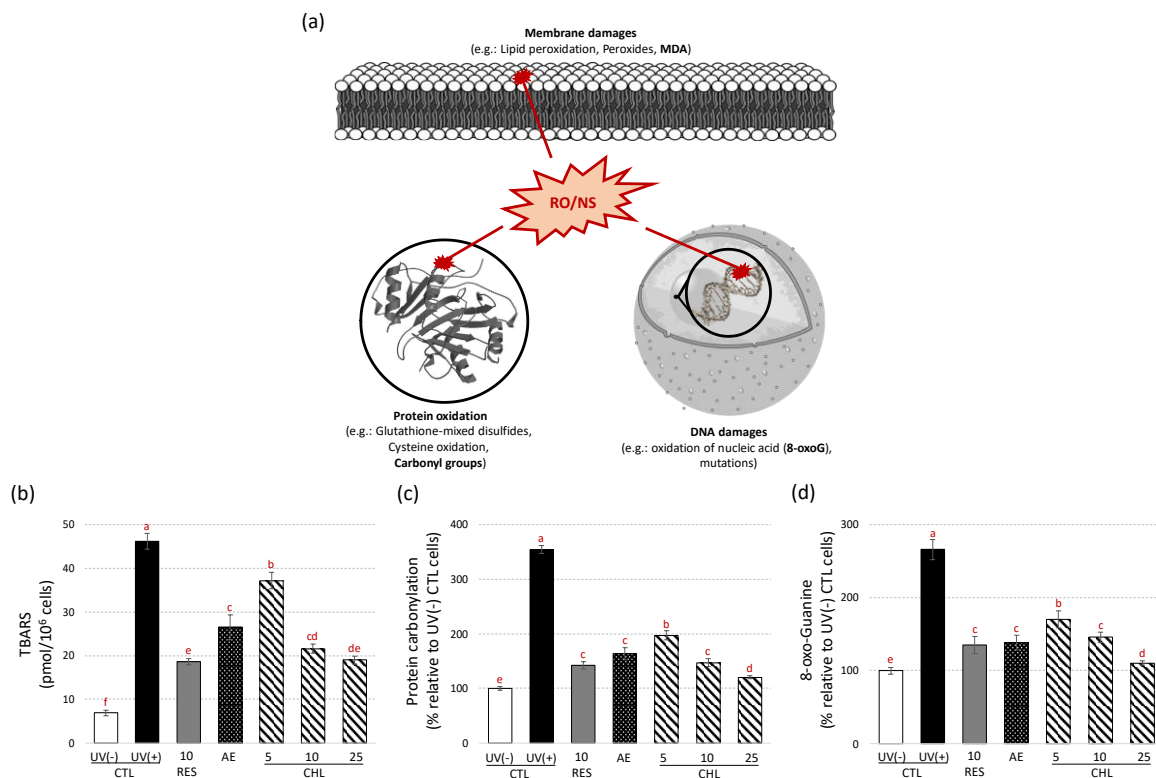 (a)
Membrane damages
(e.g.: Lipid peroxidation, Peroxides, MDA)
RO/NS
Protein oxidation
(e.g.: Glutathione-mixed disulfides,
Cysteine oxidation,
Carbonyl groups)
DNA damages
(e.g.: oxidation of nucleic acid (8-oxoG),
mutations)
(b)
TBARS
(pmol/10⁶ cells)
50
40
30
20
10
0
f
a
e
c
b
cd
de
UV(-) UV(+) 10 AE 5 10 25
CTL RES CHL
(c)
Protein carbonylation
(% relative to UV(-) CTL cells)
400
300
200
100
0
e
a
c
c
b
c
d
UV(-) UV(+) 10 AE 5 10 25
CTL RES CHL
(d)
8-oxo-Guanine
(% relative to UV(-) CTL cells)
300
200
100
0
e
a
c
c
b
c
d
UV(-) UV(+) 10 AE 5 10 25
CTL RES CHL